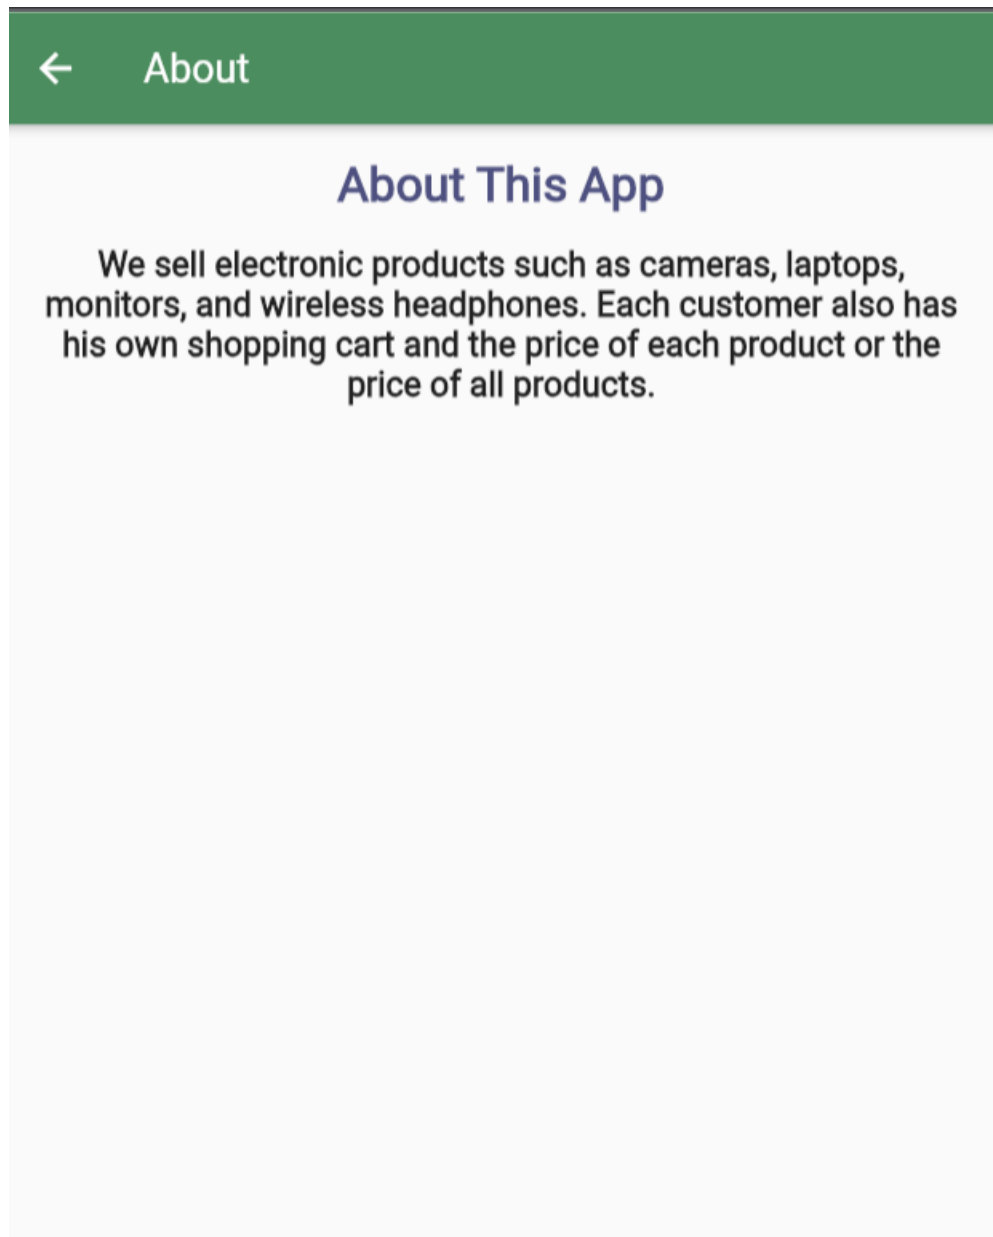 About
About This App
We sell electronic products such as cameras, laptops,
monitors, and wireless headphones. Each customer also has
his own shopping cart and the price of each product or the
price of all products.